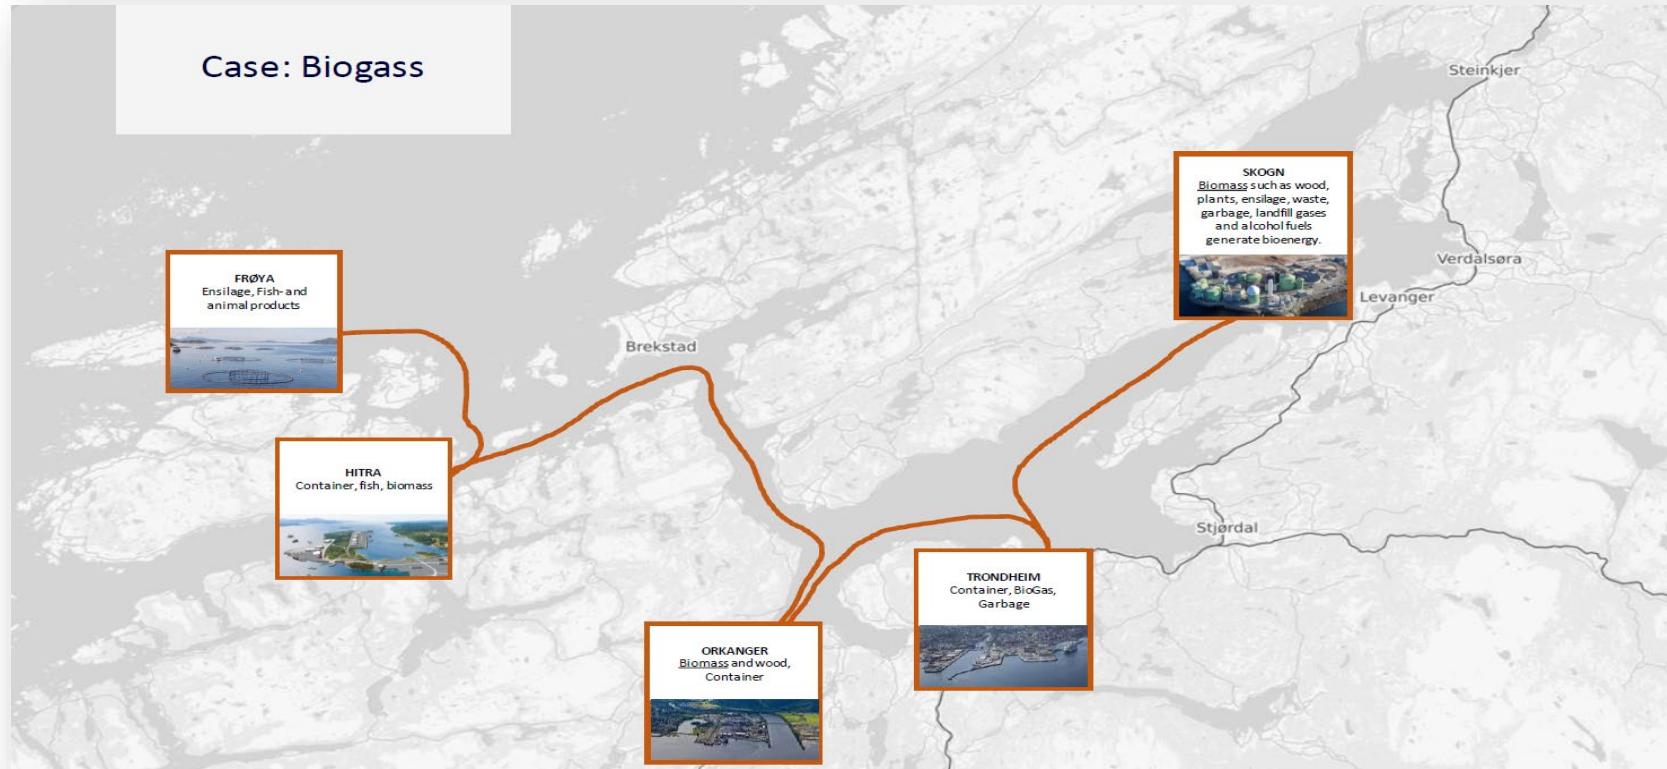 Case: Biogass
Steinkjer
SKOGN
Biomass such as wood,
plants, ensilage, waste,
garbage, landfill gases
and alcohol fuels
generate bioenergy.
Verdalsøra
Levanger
FRØYA
Ensilage, Fish- and
animal products
Brekstad
HITRA
Container, fish, biomass
Stjørdal
TRONDHEIM
Container, BioGas,
Garbage
ORKANGER
Biomass and wood,
Container